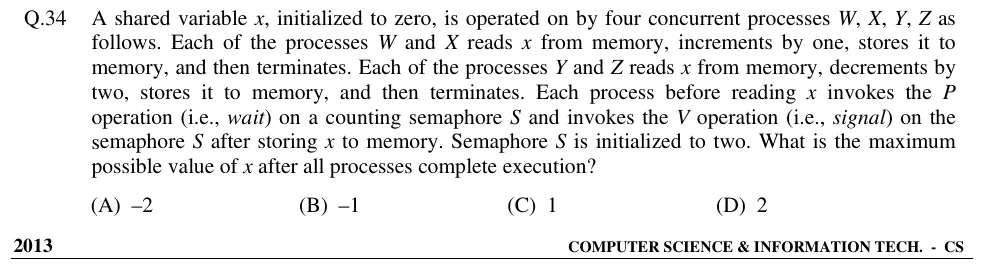 Q.34 A shared variable x, initialized to zero, is operated on by four concurrent processes W, X, Y, Z as
follows. Each of the processes W and X reads x from memory, increments by one, stores it to
memory, and then terminates. Each of the processes Y and Z reads x from memory, decrements by
two, stores it to memory, and then terminates. Each process before reading x invokes the P
operation (i.e., wait) on a counting semaphore S and invokes the V operation (i.e., signal) on the
semaphore S after storing x to memory. Semaphore S is initialized to two. What is the maximum
possible value of x after all processes complete execution?
(A) –2 (B) –1 (C) 1 (D) 2
2013 COMPUTER SCIENCE & INFORMATION TECH. - CS